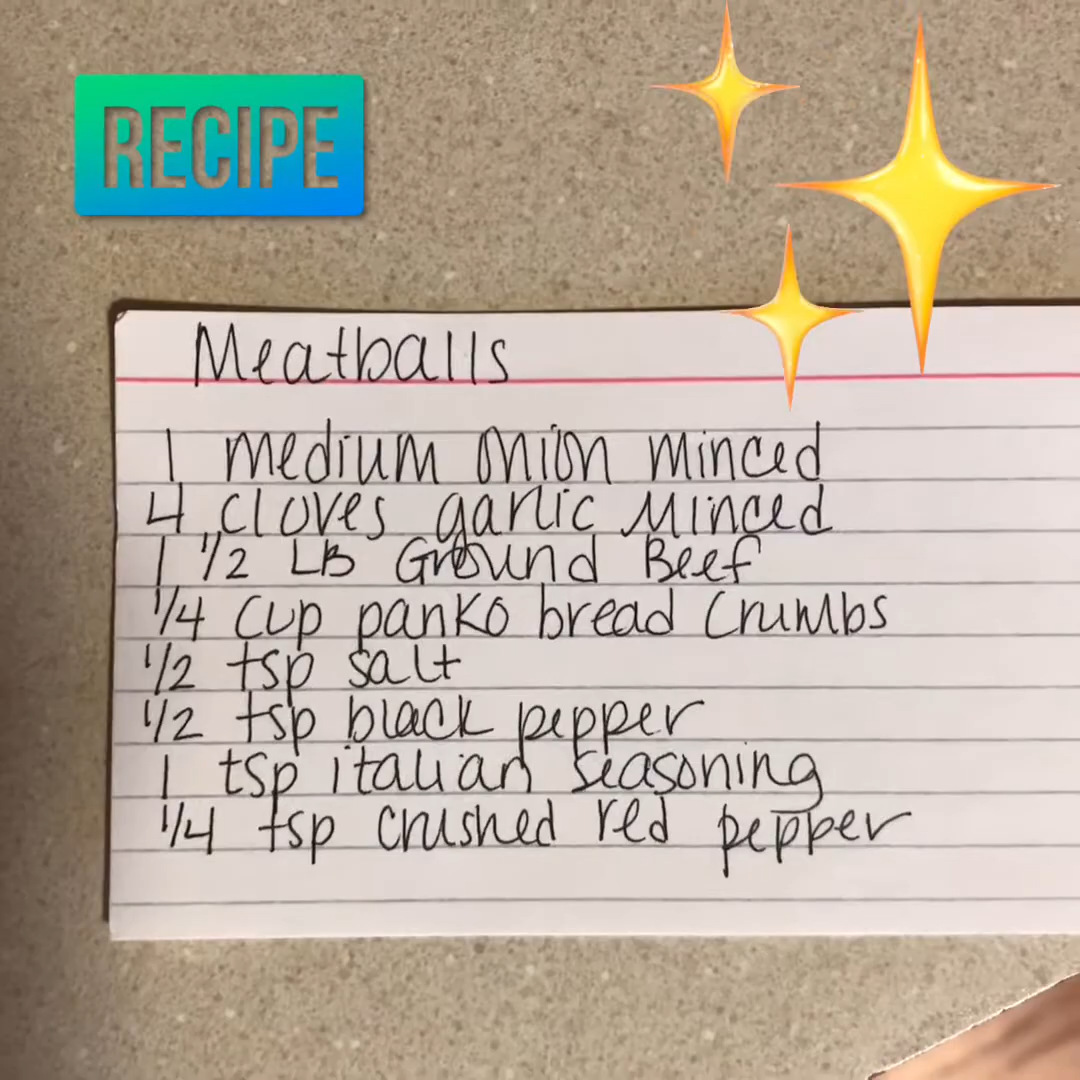 RECIPE
Meatballs
1 medium onion minced
4 cloves garlic minced
1 1/2 LB Ground Beef
1/4 cup panko bread crumbs
1/2 tsp salt
1/2 tsp black pepper
1 tsp italian seasoning
1/4 tsp crushed red pepper